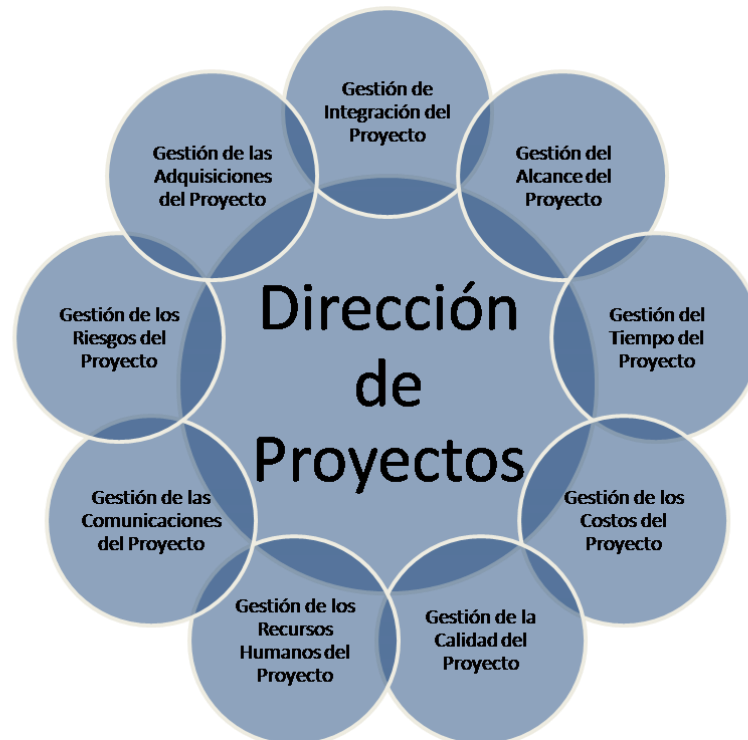 Gestión de
Integración del
Proyecto
Gestión del
Alcance del
Proyecto
Gestión del
Tiempo del
Proyecto
Gestión de los
Costos del
Proyecto
Gestión de la
Calidad del
Proyecto
Gestión de los
Recursos
Humanos del
Proyecto
Gestión de las
Comunicaciones
del Proyecto
Gestión de los
Riesgos del
Proyecto
Gestión de las
Adquisiciones
del Proyecto
Dirección
de
Proyectos